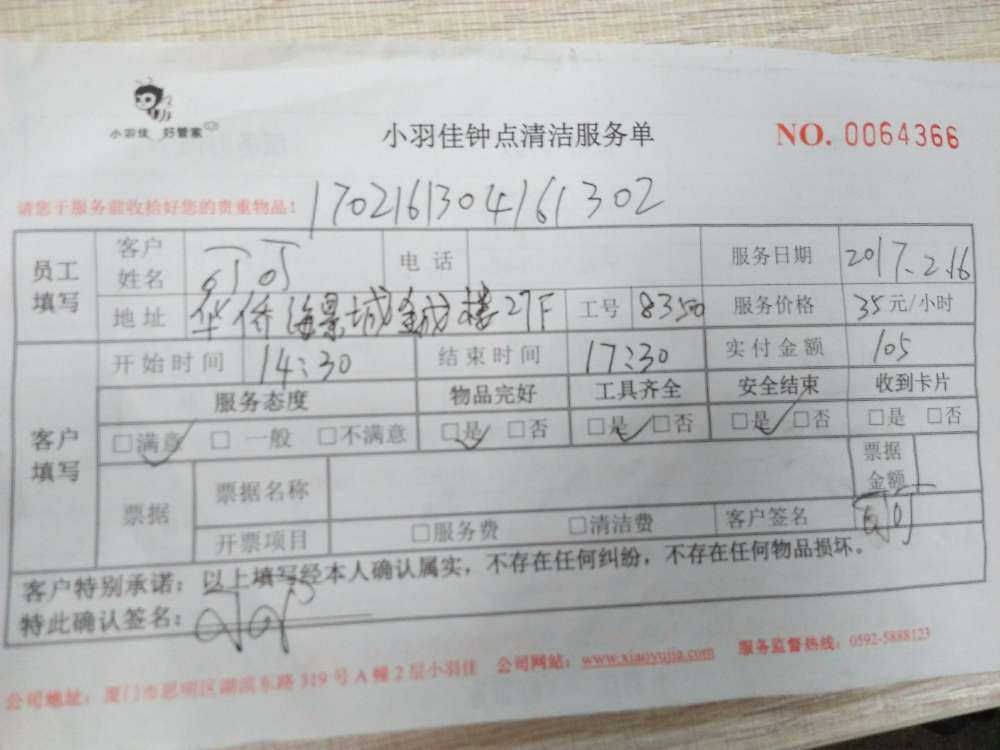 小羽佳 好管家
小羽佳钟点清洁服务单
NO. 0064366
请您于服务前收拾好您的贵重物品！
1702161304161302
员工填写 客户姓名 电话 服务日期 2017.2.16
地址 华侨海景城 楼27F 工号 8350 服务价格 35元/小时
客户填写 开始时间 14:30 结束时间 17:30 实付金额 105
服务态度 物品完好 工具齐全 安全结束 收到卡片
□满意 □一般 □不满意 □是 □否 □是 □否 □是 □否 □是 □否
票据 票据名称 票据金额
开票项目 □服务费 □清洁费 客户签名
客户特别承诺：以上填写经本人确认属实，不存在任何纠纷，不存在任何物品损坏。
特此确认签名：
公司地址：厦门市思明区湖滨东路319号A幢2层小羽佳 公司网站：www.xiaoyujia.com 服务监督热线：0592-5888123